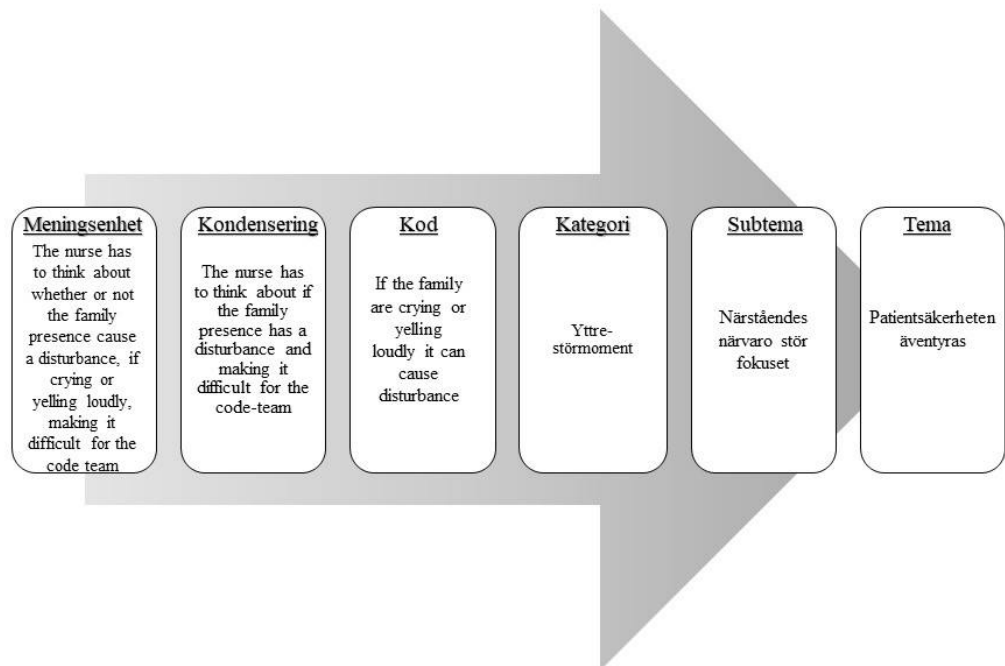 Meningsenhet
The nurse has
to think about
whether or not
the family
presence cause
a disturbance, if
crying or
yelling loudly,
making it
difficult for the
code team
Kondensering
The nurse has
to think about if
the family
presence has a
disturbance and
making it
difficult for the
code-team
Kod
If the family
are crying or
yelling
loudly it can
cause
disturbance
Kategori
Yttre-
störmoment
Subtema
Närståendes
närvaro stör
fokuset
Tema
Patientsäkerheten
äventyras